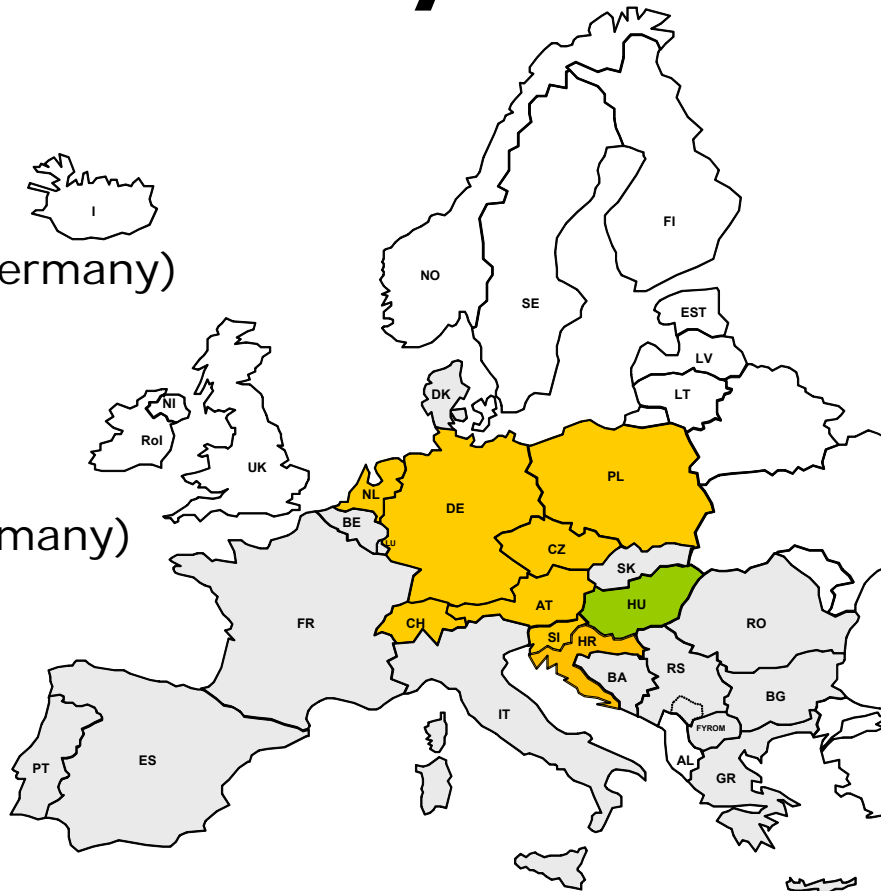 I
ermany)
FI
NO
SE
EST
LV
DK
LT
NI
RoI
UK
PL
NL
DE
BE
many)
LU
CZ
SK
AT
HU
FR
CH
RO
SI
HR
BA
RS
BG
IT
FYROM
AL
PT
ES
GR